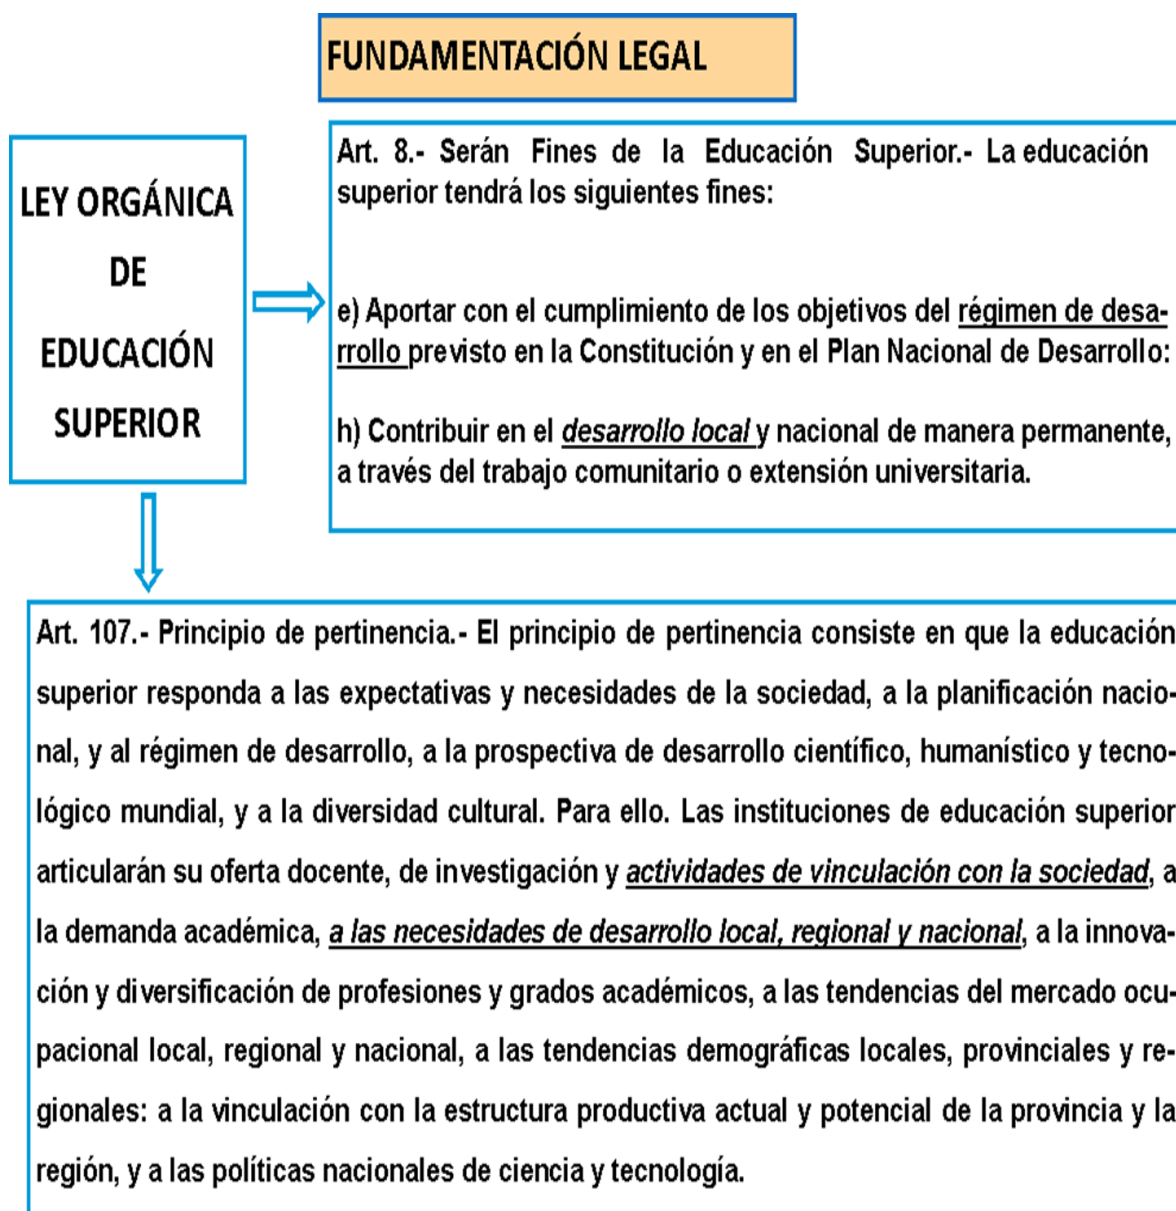 FUNDAMENTACIÓN LEGAL
LEY ORGÁNICA
DE
EDUCACIÓN
SUPERIOR
Art. 8.- Serán Fines de la Educación Superior.- La educación
superior tendrá los siguientes fines:
e) Aportar con el cumplimiento de los objetivos del régimen de desa-
rrollo previsto en la Constitución y en el Plan Nacional de Desarrollo:
h) Contribuir en el desarrollo local y nacional de manera permanente,
a través del trabajo comunitario o extensión universitaria.
Art. 107.- Principio de pertinencia.- El principio de pertinencia consiste en que la educación
superior responda a las expectativas y necesidades de la sociedad, a la planificación nacio-
nal, y al régimen de desarrollo, a la prospectiva de desarrollo científico, humanístico y tecno-
lógico mundial, y a la diversidad cultural. Para ello. Las instituciones de educación superior
articularán su oferta docente, de investigación y actividades de vinculación con la sociedad, a
la demanda académica, a las necesidades de desarrollo local, regional y nacional, a la innova-
ción y diversificación de profesiones y grados académicos, a las tendencias del mercado ocu-
pacional local, regional y nacional, a las tendencias demográficas locales, provinciales y re-
gionales: a la vinculación con la estructura productiva actual y potencial de la provincia y la
región, y a las políticas nacionales de ciencia y tecnología.